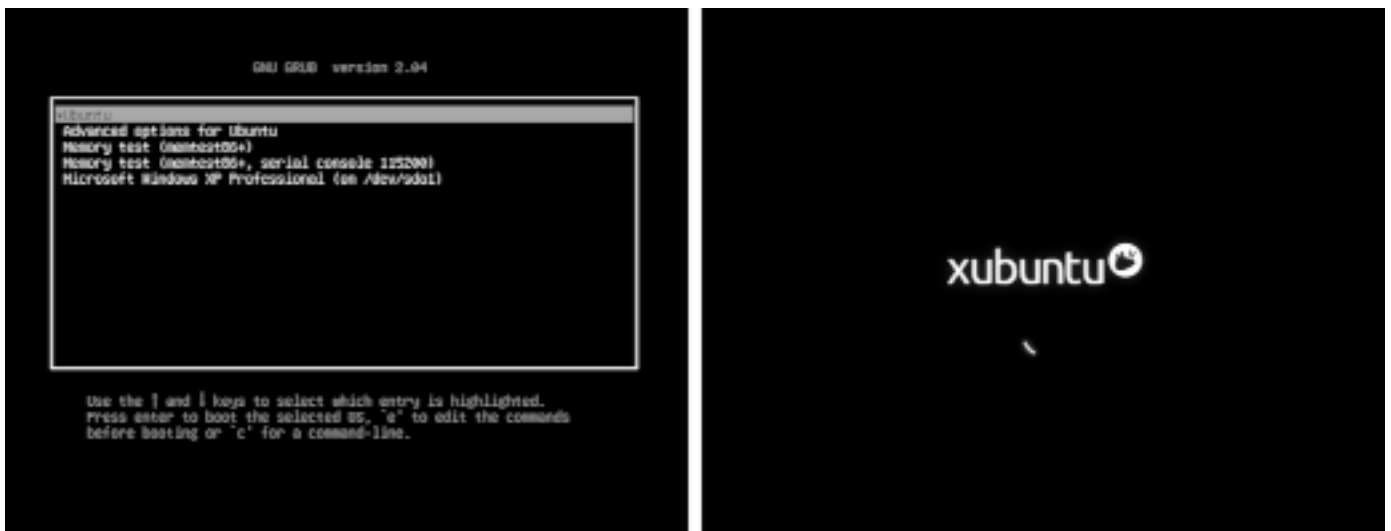 GNU GRUB version 2.04
*Ubuntu
Advanced options for Ubuntu
Memory test (memtest86+)
Memory test (memtest86+, serial console 115200)
Microsoft Windows XP Professional (on /dev/sda1)
Use the ↑ and ↓ keys to select which entry is highlighted.
Press enter to boot the selected OS, `e' to edit the commands
before booting or `c' for a command-line.
xubuntu